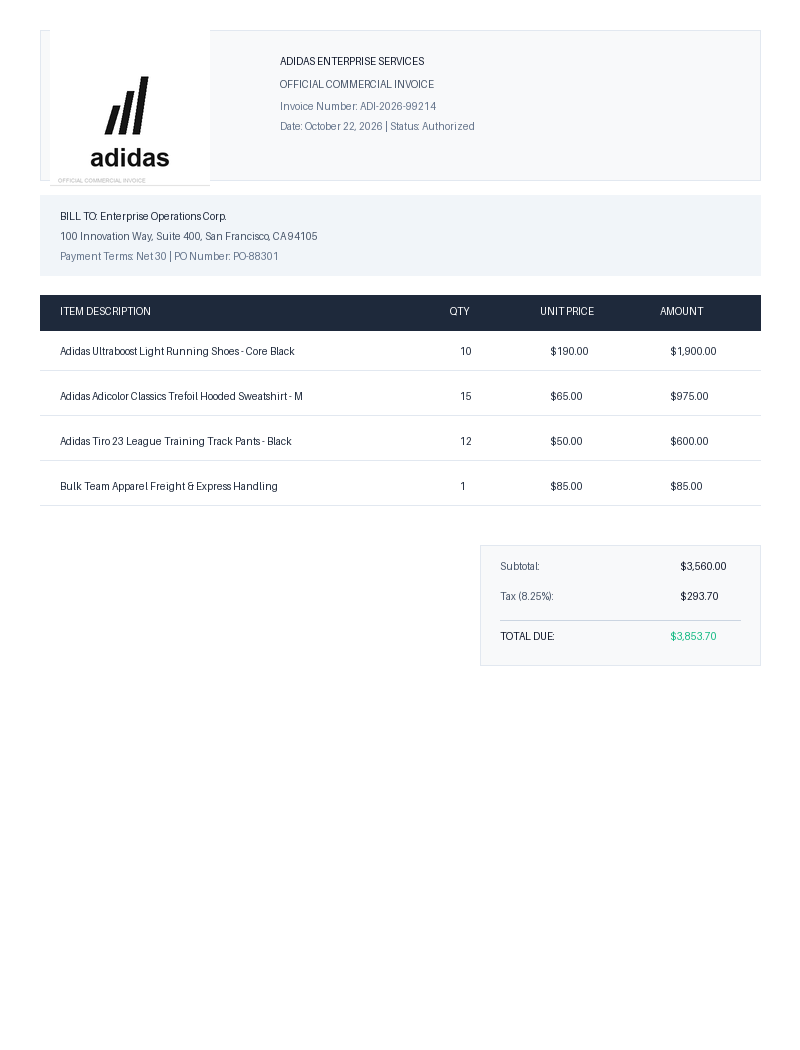 adidas
OFFICIAL COMMERCIAL INVOICE
ADIDAS ENTERPRISE SERVICES
OFFICIAL COMMERCIAL INVOICE
Invoice Number: ADI-2026-99214
Date: October 22, 2026 | Status: Authorized
BILL TO: Enterprise Operations Corp.
100 Innovation Way, Suite 400, San Francisco, CA 94105
Payment Terms: Net 30 | PO Number: PO-88301
ITEM DESCRIPTION QTY UNIT PRICE AMOUNT
Adidas Ultraboost Light Running Shoes - Core Black 10 $190.00 $1,900.00
Adidas Adicolor Classics Trefoil Hooded Sweatshirt - M 15 $65.00 $975.00
Adidas Tiro 23 League Training Track Pants - Black 12 $50.00 $600.00
Bulk Team Apparel Freight & Express Handling 1 $85.00 $85.00
Subtotal: $3,560.00
Tax (8.25%): $293.70
TOTAL DUE: $3,853.70